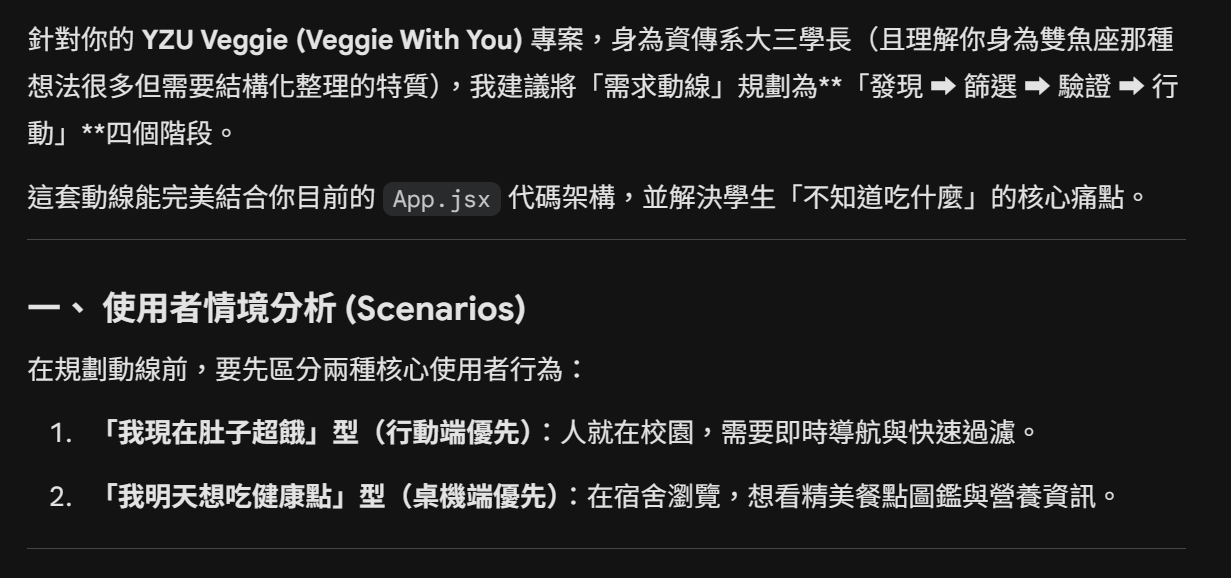 針對你的 YZU Veggie (Veggie With You) 專案，身為資傳系大三學長（且理解你身為雙魚座那種
想法很多但需要結構化整理的特質），我建議將「需求動線」規劃為**「發現 ➡ 篩選 ➡ 驗證 ➡ 行
動」**四個階段。
這套動線能完美結合你目前的 App.jsx 代碼架構，並解決學生「不知道吃什麼」的核心痛點。
一、 使用者情境分析 (Scenarios)
在規劃動線前，要先區分兩種核心使用者行為：
1. 「我現在肚子超餓」型（行動端優先）：人就在校園，需要即時導航與快速過濾。
2. 「我明天想吃健康點」型（桌機端優先）：在宿舍瀏覽，想看精美餐點圖鑑與營養資訊。